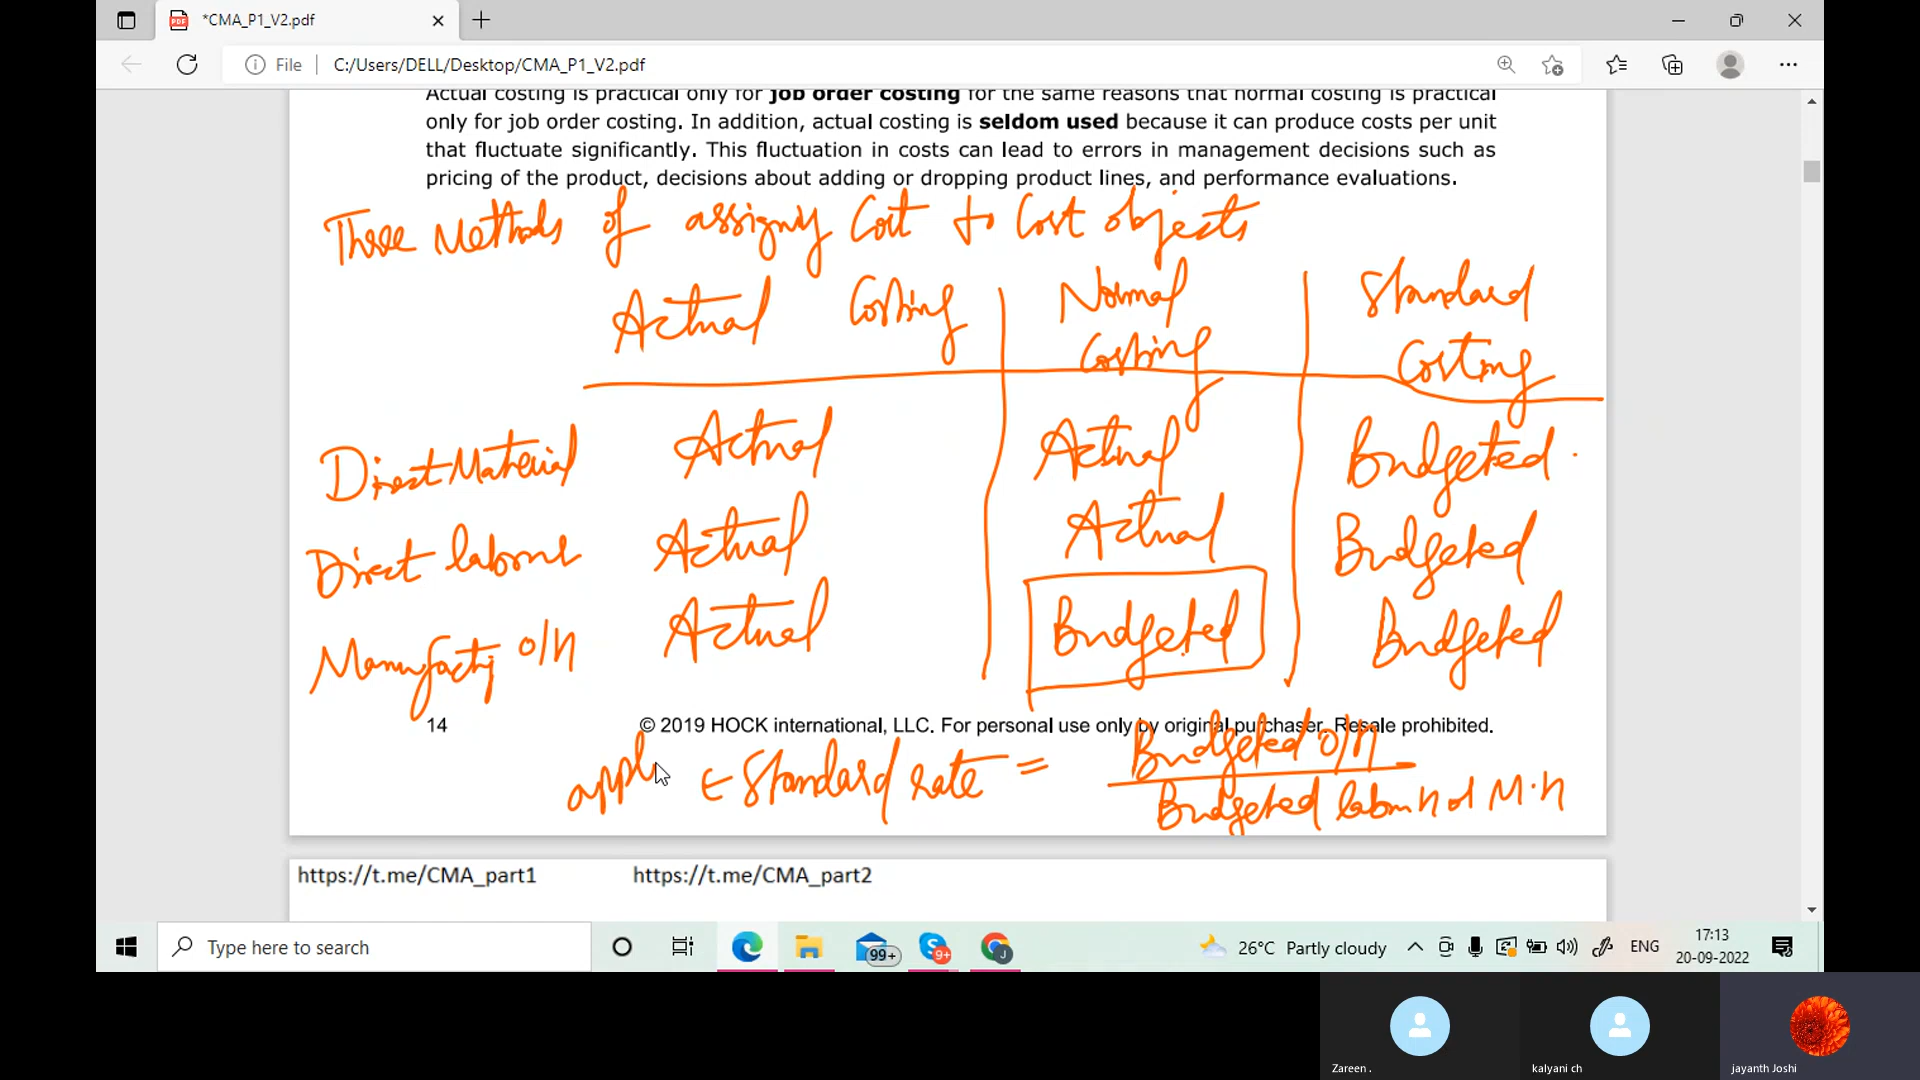 *CMA_P1_V2.pdf
File C:/Users/DELL/Desktop/CMA_P1_V2.pdf
Actual costing is practical only for job order costing for the same reasons that normal costing is practical
only for job order costing. In addition, actual costing is seldom used because it can produce costs per unit
that fluctuate significantly. This fluctuation in costs can lead to errors in management decisions such as
pricing of the product, decisions about adding or dropping product lines, and performance evaluations.
Three Methods of Cost to Cost objects
Actual Costing Normal Costing Standard Costing
Direct Material Actual Actual Budgeted
Direct Actual Actual Budgeted
O/H Actual Budgeted Budgeted
14 © 2019 HOCK international, LLC. For personal use only by original purchaser. Resale prohibited.
appl Standard rate = Budgeted O/H
Budgeted M.H
https://t.me/CMA_part1 https://t.me/CMA_part2
Type here to search
99+
9+
26°C Partly cloudy
ENG
17:13
20-09-2022
Zareen . kalyani ch jayanth Joshi